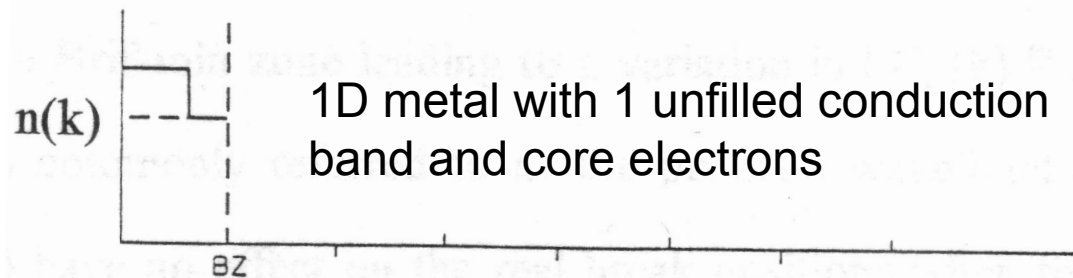 n(k)
1D metal with 1 unfilled conduction
band and core electrons
BZ